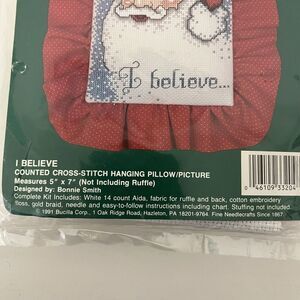 I believe...
I BELIEVE
COUNTED CROSS-STITCH HANGING PILLOW/PICTURE
Measures 5" x 7" (Not Including Ruffle)
Designed by: Bonnie Smith
Complete Kit Includes: White 14 count Aida, fabric for ruffle and back, cotton embroidery
floss, gold braid, needle and easy-to-follow instructions including chart. Stuffing not included.
© 1991 Bucilla Corp., 1 Oak Ridge Road, Hazleton, PA 18201-9764. Fine Needlecrafts Since 1867.
0 46109 33204